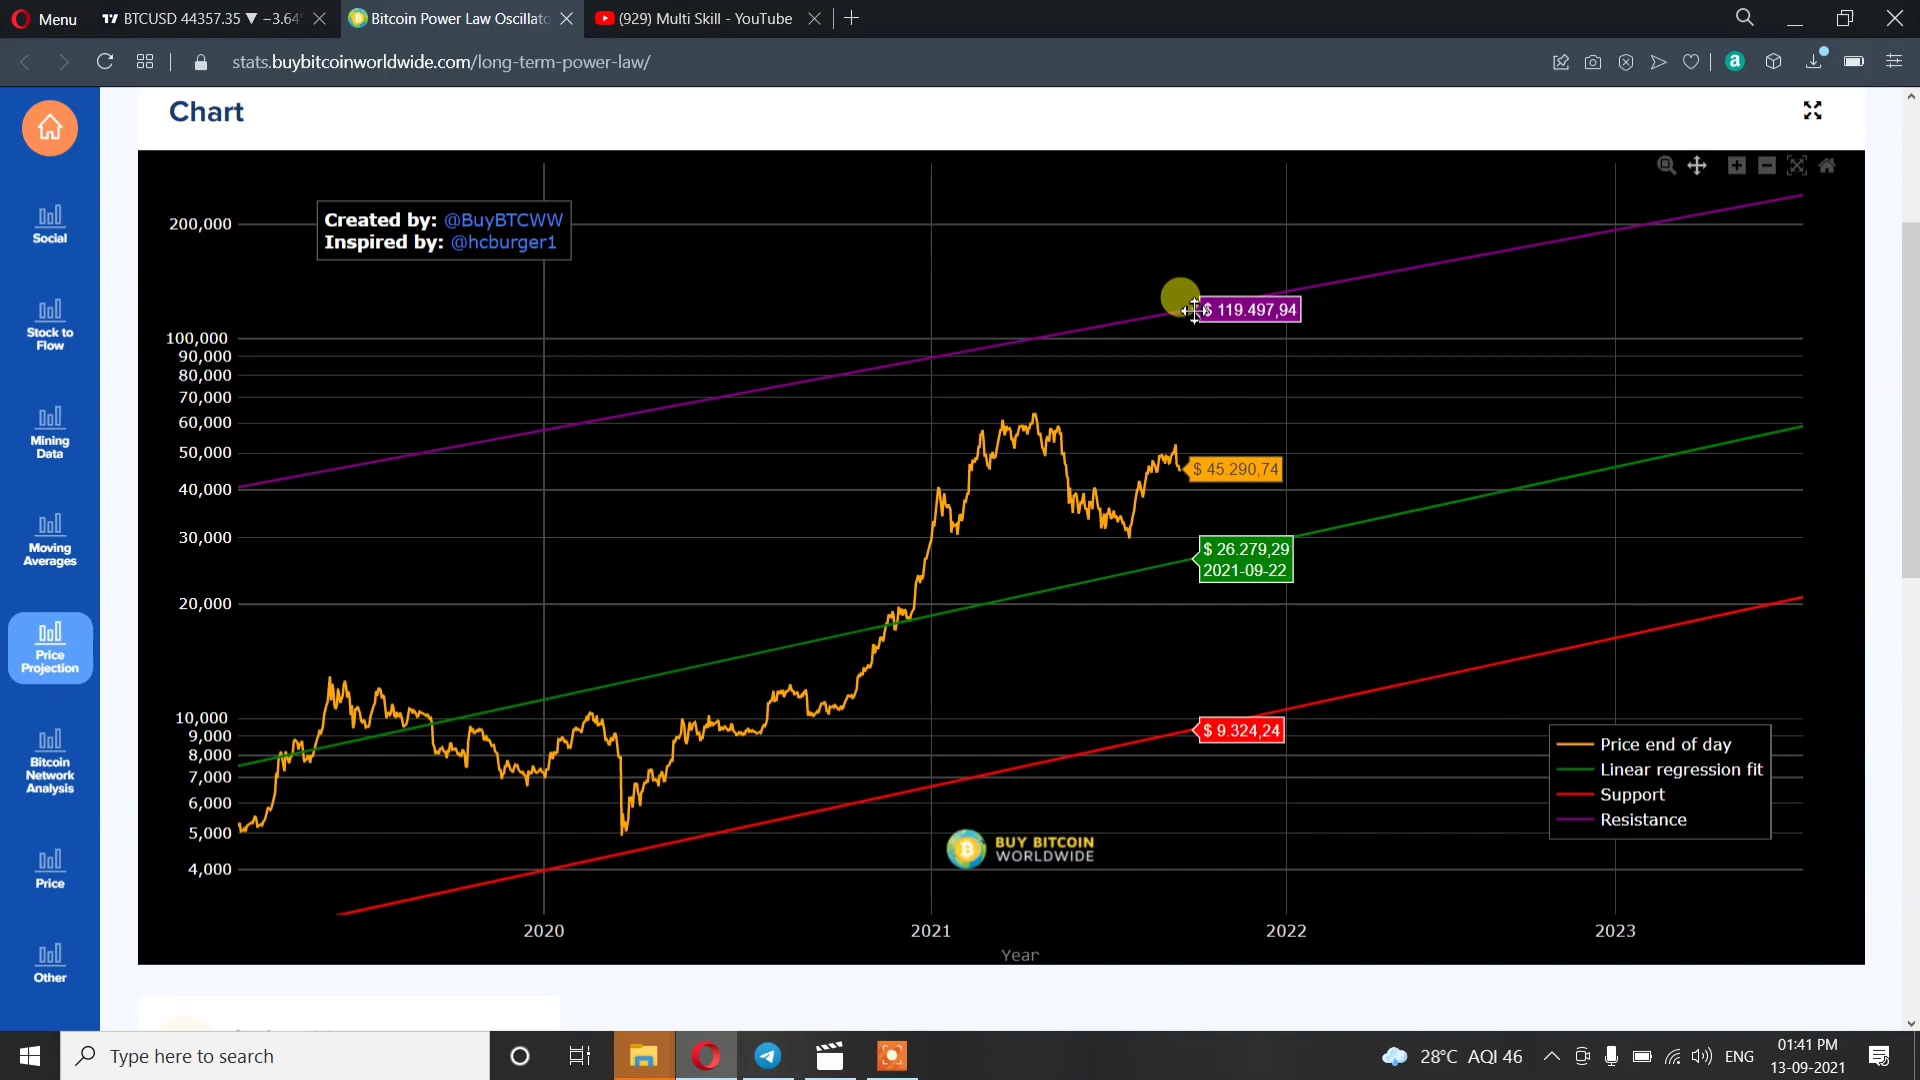 Menu
BTCUSD 44357.35 ▼ −3.64
Bitcoin Power Law Oscillato
(929) Multi Skill - YouTube
stats.buybitcoinworldwide.com/long-term-power-law/
Chart
Social
Stock to
Flow
Mining
Data
Moving
Averages
Price
Projection
Bitcoin
Network
Analysis
Price
Other
Created by: @BuyBTCWW
Inspired by: @hcburger1
200,000
100,000
90,000
80,000
70,000
60,000
50,000
40,000
30,000
20,000
10,000
9,000
8,000
7,000
6,000
5,000
4,000
$ 119.497,94
$ 45.290,74
$ 26.279,29
2021-09-22
$ 9.324,24
Price end of day
Linear regression fit
Support
Resistance
BUY BITCOIN
WORLDWIDE
2020
2021
2022
2023
Year
Type here to search
28°C AQI 46
ENG
01:41 PM
13-09-2021